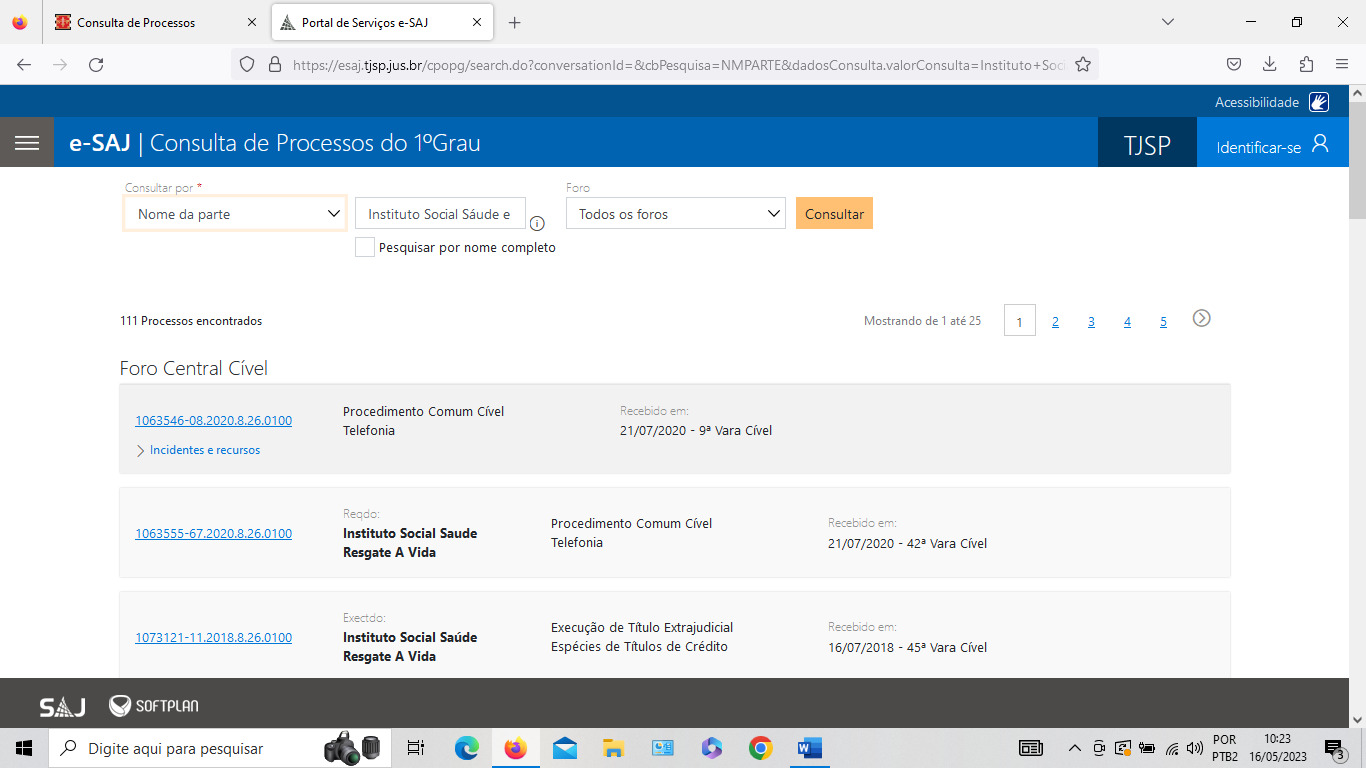 Consulta de Processos
Portal de Serviços e-SAJ
https://esaj.tjsp.jus.br/cpopg/search.do?conversationId=&cbPesquisa=NMPARTE&dadosConsulta.valorConsulta=Instituto+Soci
Acessibilidade
e-SAJ | Consulta de Processos do 1ºGrau
TJSP
Identificar-se
Consultar por *
Foro
Nome da parte
Instituto Social Sáude e
Todos os foros
Consultar
Pesquisar por nome completo
111 Processos encontrados
Mostrando de 1 até 25
1 2 3 4 5
Foro Central Cível
1063546-08.2020.8.26.0100
Incidentes e recursos
Procedimento Comum Cível
Telefonia
Recebido em:
21/07/2020 - 9ª Vara Cível
1063555-67.2020.8.26.0100
Reqdo:
Instituto Social Saude
Resgate A Vida
Procedimento Comum Cível
Telefonia
Recebido em:
21/07/2020 - 42ª Vara Cível
1073121-11.2018.8.26.0100
Exectdo:
Instituto Social Saúde
Resgate A Vida
Execução de Título Extrajudicial
Espécies de Títulos de Crédito
Recebido em:
16/07/2018 - 45ª Vara Cível
SAJ
SOFTPLAN
Digite aqui para pesquisar
POR
PTB2
10:23
16/05/2023
3